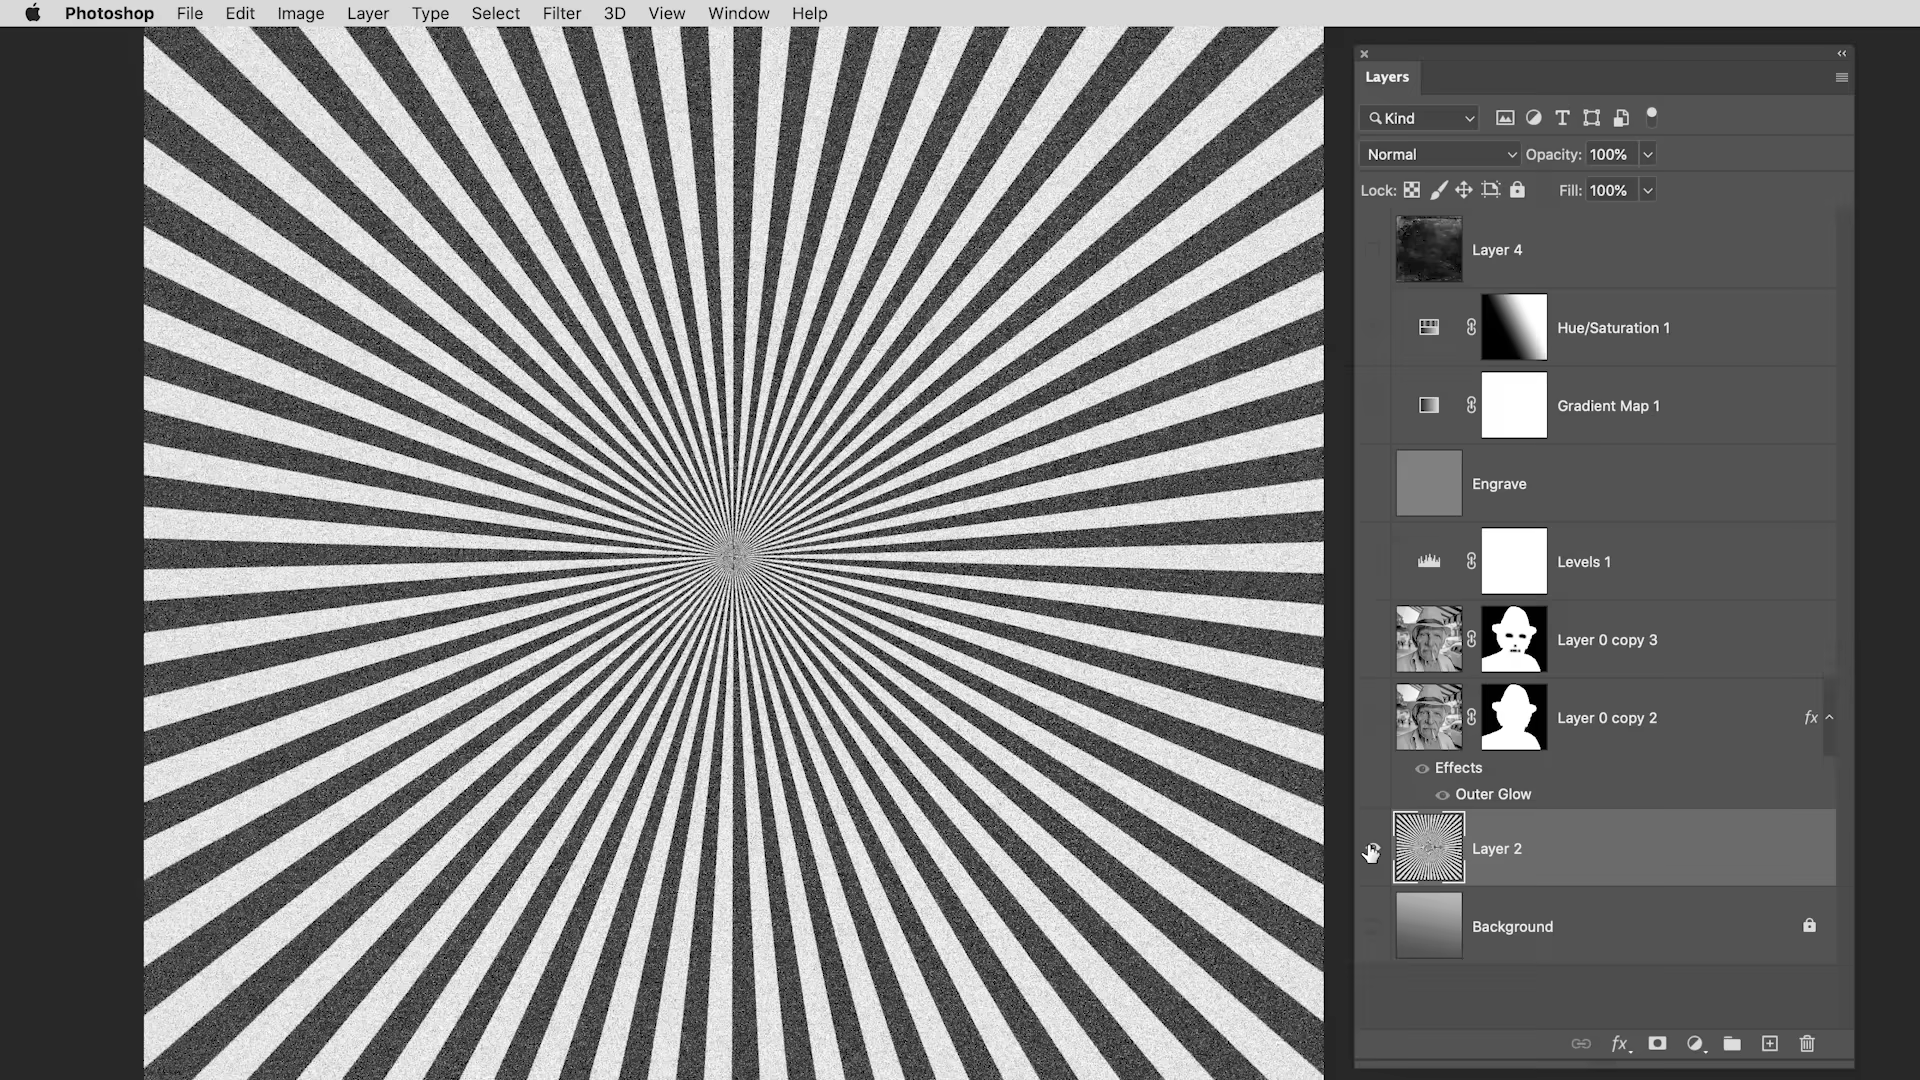 Photoshop File Edit Image Layer Type Select Filter 3D View Window Help
Layers
Kind
Normal Opacity: 100%
Lock: Fill: 100%
Layer 4
Hue/Saturation 1
Gradient Map 1
Engrave
Levels 1
Layer 0 copy 3
Layer 0 copy 2 fx
Effects
Outer Glow
Layer 2
Background
fx